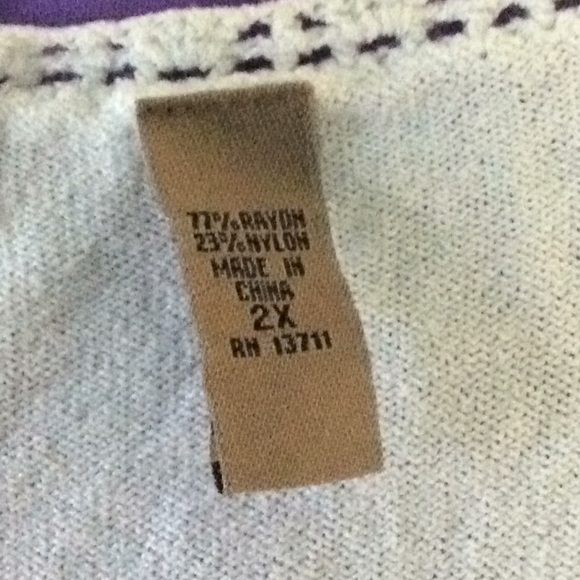 77% RAYON
23% NYLON
MADE IN
CHINA
2X
RN 13711